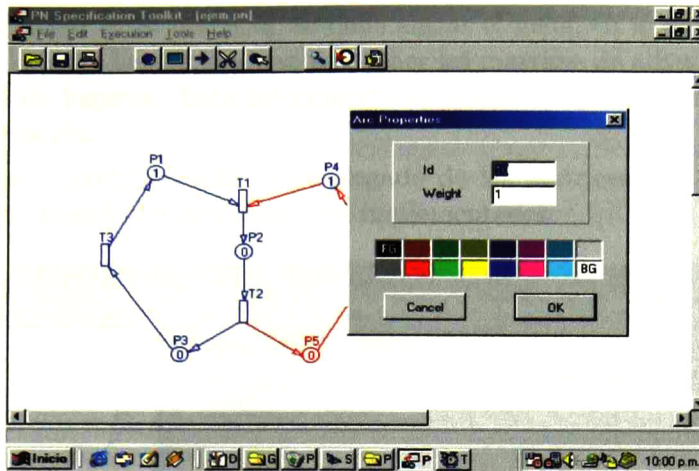 PN Specification Toolkit - [ejem.pn]
File Edit Execution Tools Help
Arc Properties
Id
Weight 1
FG
BG
Cancel OK
P1
1
T1
P4
1
P2
0
T3
T2
P3
0
P5
0
Inicio
D G P S P P T
10:00 p